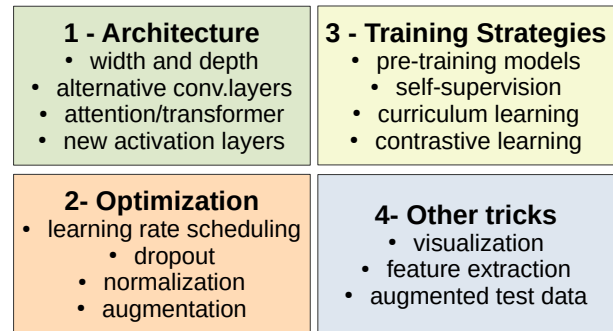 1 - Architecture
• width and depth
• alternative conv.layers
• attention/transformer
• new activation layers
2- Optimization
• learning rate scheduling
• dropout
• normalization
• augmentation
3 - Training Strategies
• pre-training models
• self-supervision
• curriculum learning
• contrastive learning
4- Other tricks
• visualization
• feature extraction
• augmented test data